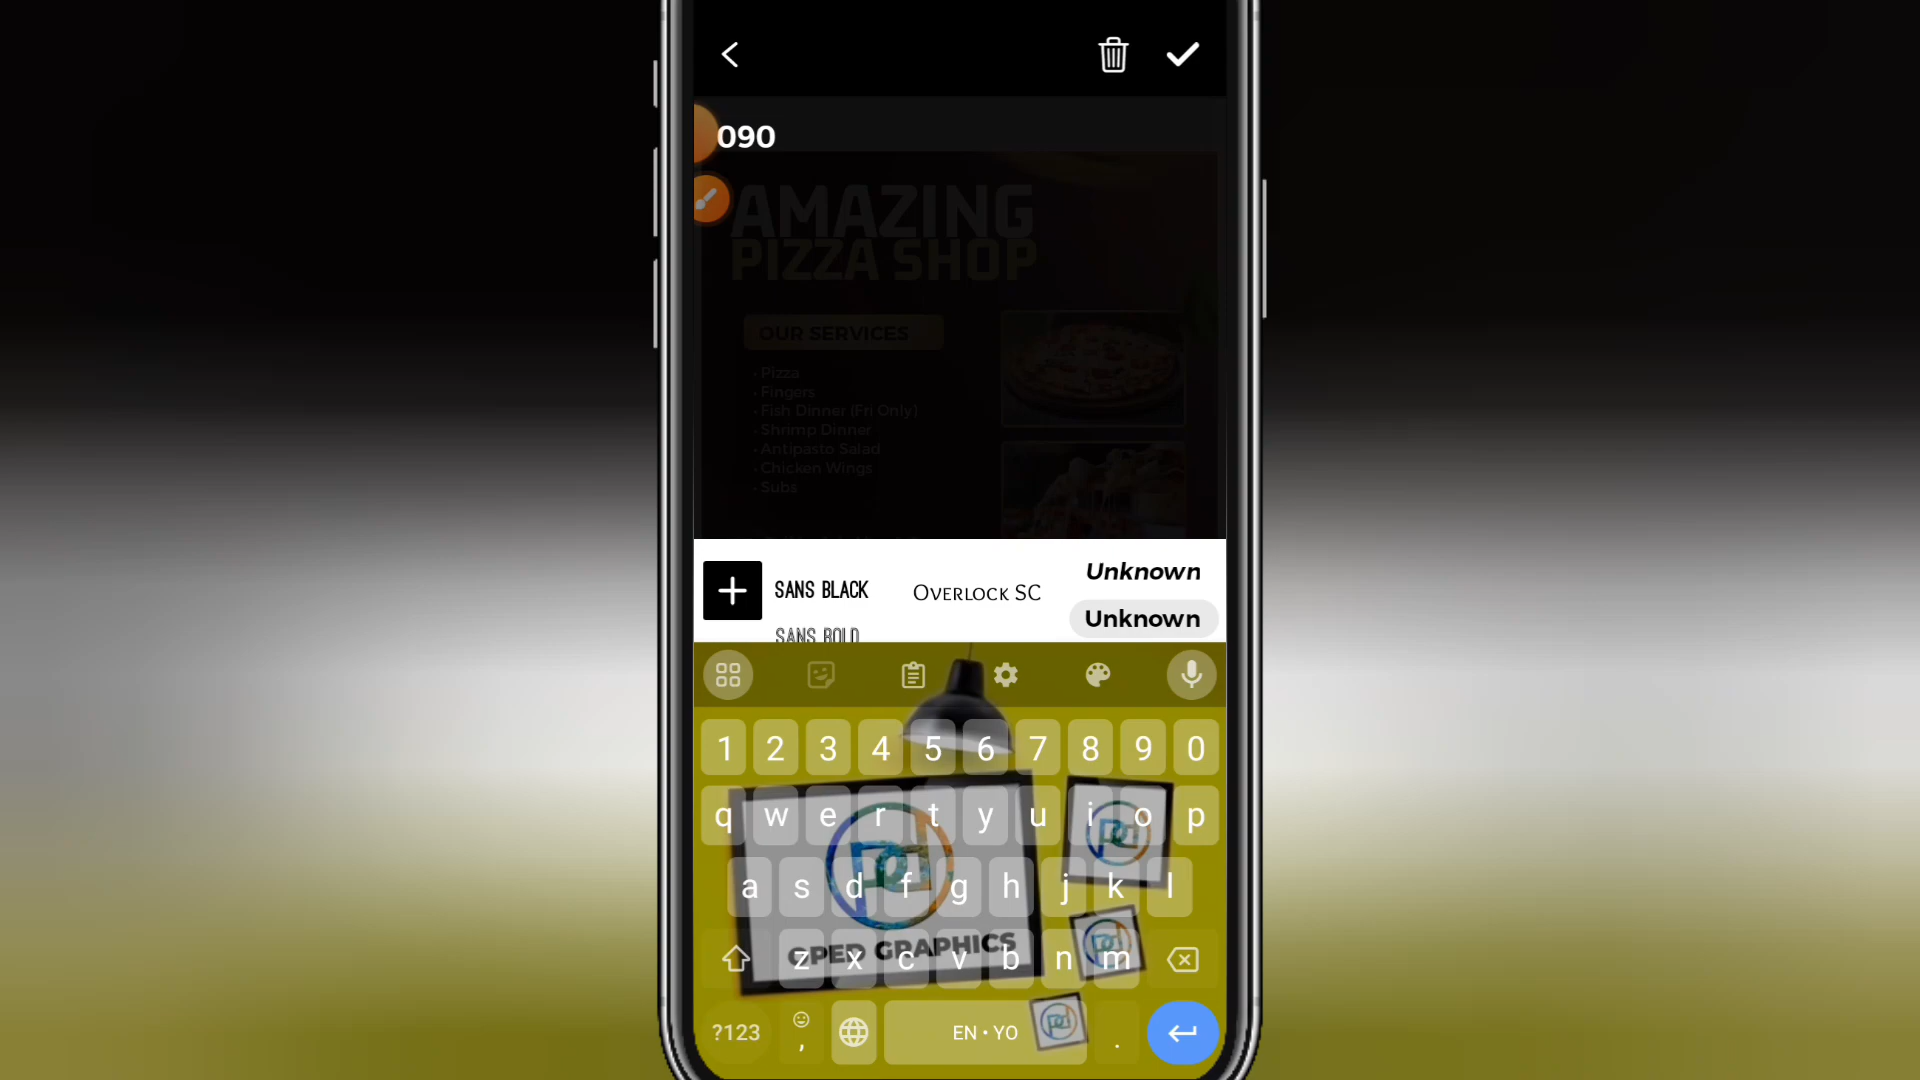 090
AMAZING
PIZZA SHOP
OUR SERVICES
• Pizza
• Fingers
• Fish Dinner (Fri Only)
• Shrimp Dinner
• Antipasto Salad
• Chicken Wings
• Subs
SANS BLACK
SANS BOLD
Overlock SC
Unknown
Unknown
1 2 3 4 5 6 7 8 9 0
q w e r t y u i o p
a s d f g h j k l
z x c v b n m
GPED GRAPHICS
?123 , EN • YO .